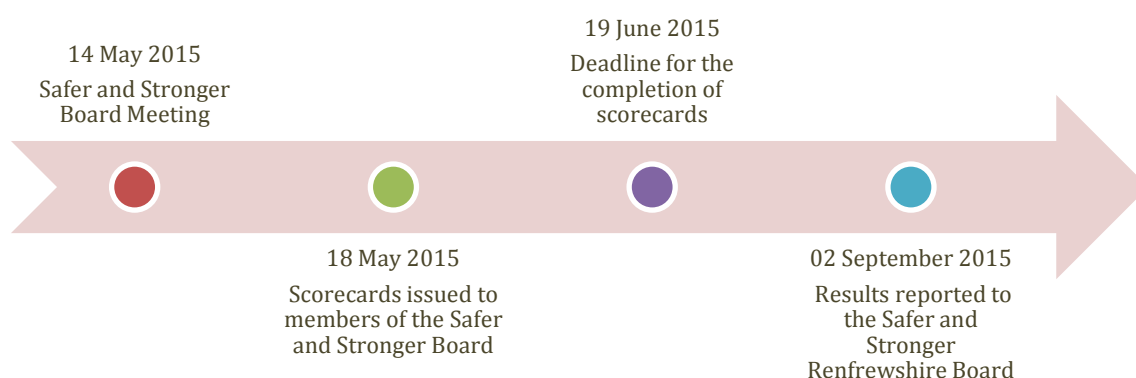 14 May 2015
Safer and Stronger
Board Meeting
18 May 2015
Scorecards issued to
members of the Safer
and Stronger Board
19 June 2015
Deadline for the
completion of
scorecards
02 September 2015
Results reported to
the Safer and
Stronger
Renfrewshire Board